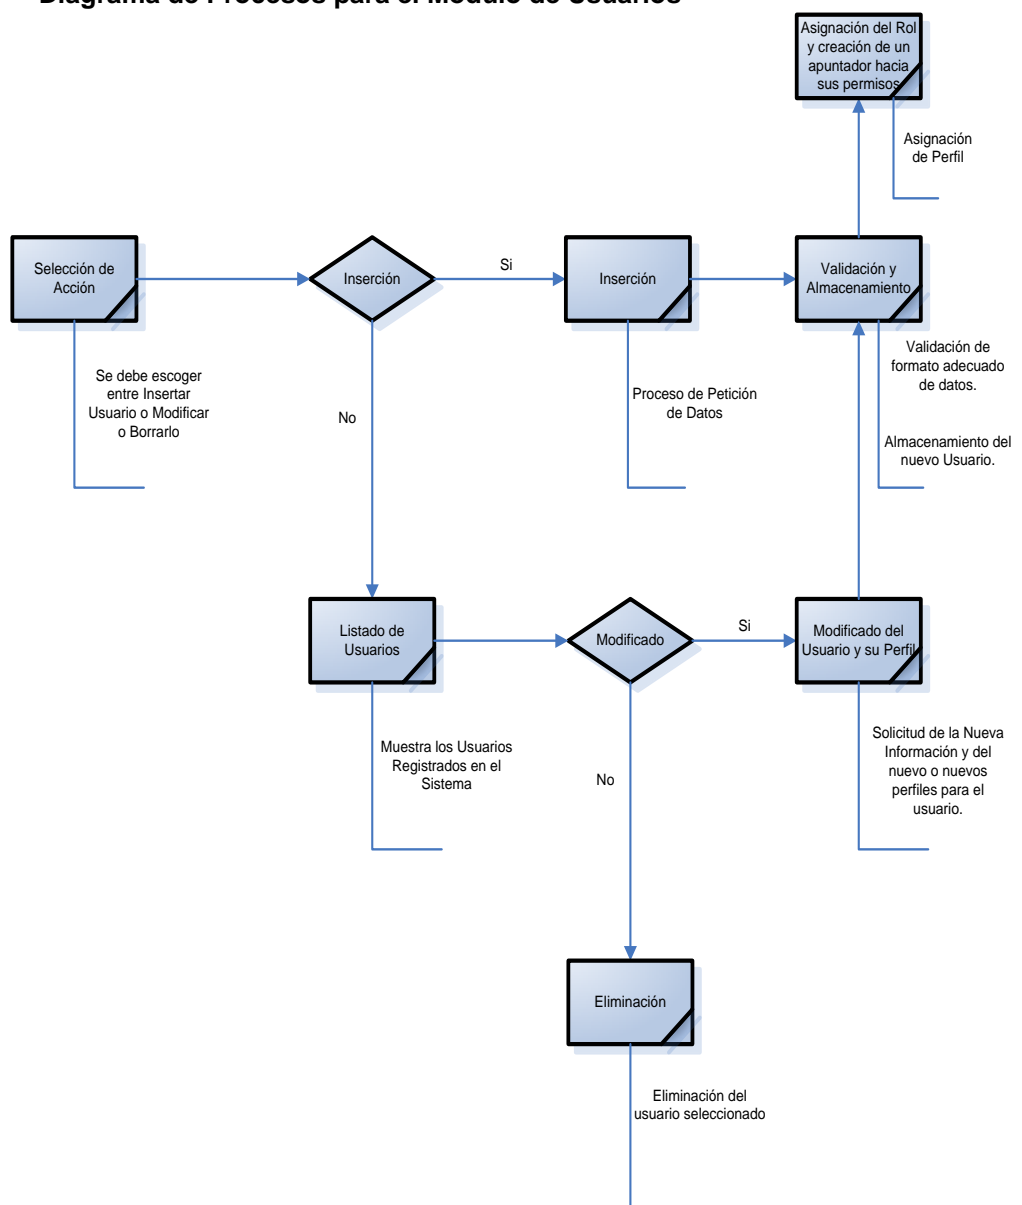 Diagrama de Procesos para el Modulo de Usuarios
Asignación del Rol
y creación de un
apuntador hacia
sus permisos
Asignación
de Perfil
Selección de
Acción
Inserción
Si
Inserción
Validación y
Almacenamiento
Se debe escoger
entre Insertar
Usuario o Modificar
o Borrarlo
No
Proceso de Petición
de Datos
Validación de
formato adecuado
de datos.
Almacenamiento del
nuevo Usuario.
Listado de
Usuarios
Modificado
Si
Modificado del
Usuario y su Perfil
Muestra los Usuarios
Registrados en el
Sistema
No
Solicitud de la Nueva
Información y del
nuevo o nuevos
perfiles para el
usuario.
Eliminación
Eliminación del
usuario seleccionado